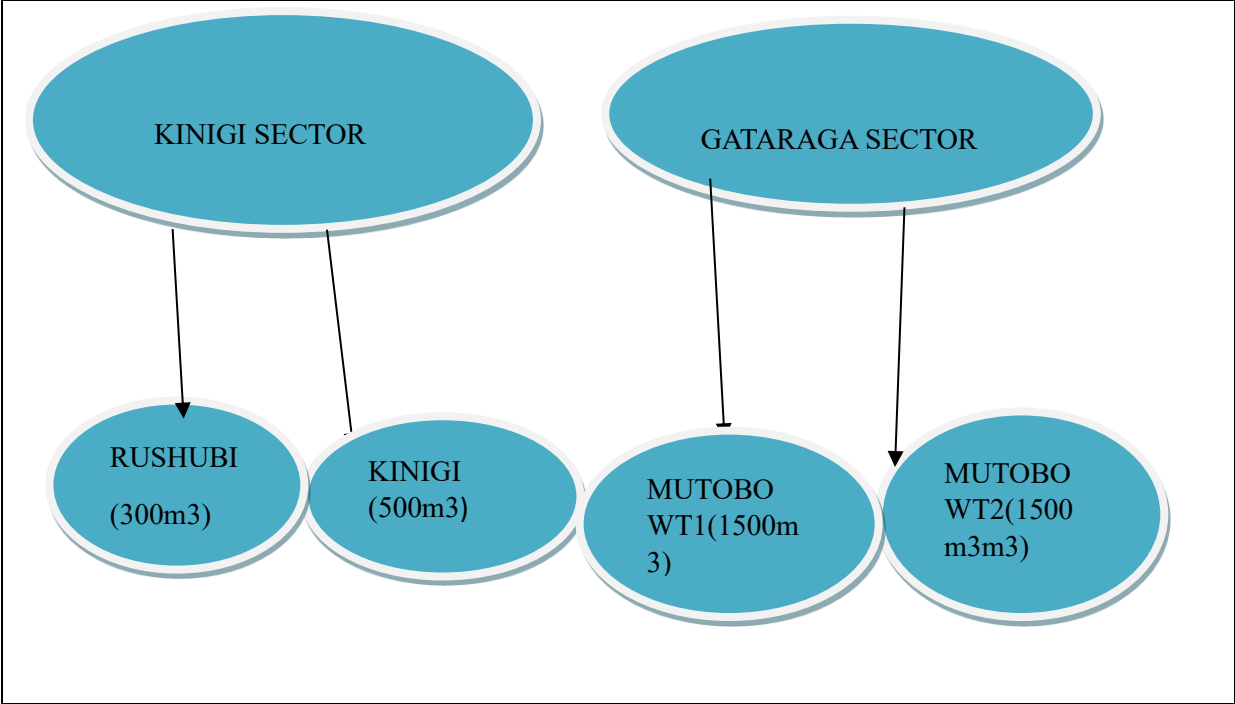 KINIGI SECTOR
GATARAGA SECTOR
RUSHUBI
(300m3)
KINIGI
(500m3)
MUTOBO
WT1(1500m
3)
MUTOBO
WT2(1500
m3m3)